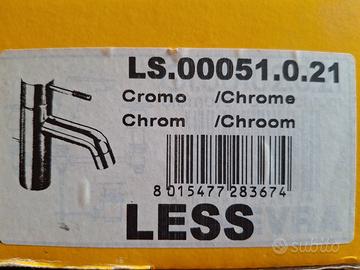 LS.00051.0.21
Cromo /Chrome
Chrom /Chroom
8 015477 283674
LESS
subito